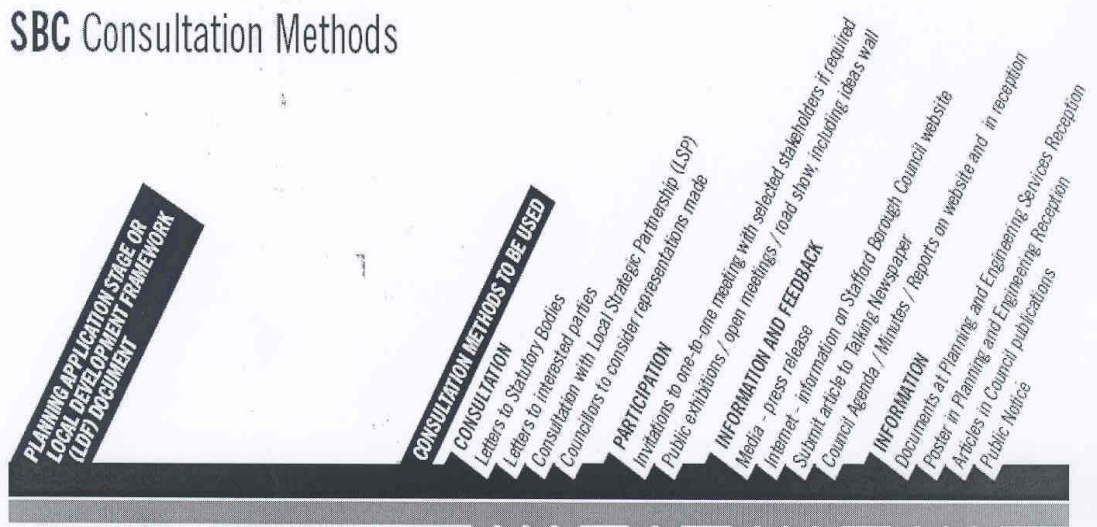 SBC Consultation Methods
PLANNING APPLICATION STAGE OR
LOCAL DEVELOPMENT FRAMEWORK
(LDF) DOCUMENT
CONSULTATION METHODS TO BE USED
CONSULTATION
Letters to Statutory Bodies
Letters to interested parties
Consultation with Local Strategic Partnership (LSP)
Councillors to consider representations made
PARTICIPATION
Invitations to one-to-one meeting with selected stakeholders if required
Public exhibitions / open meetings / road show, including ideas wall
INFORMATION AND FEEDBACK
Media - press release
Internet - information on Stafford Borough Council website
Submit article to Talking Newspaper
Council Agenda / Minutes / Reports on website and in reception
INFORMATION
Documents at Planning and Engineering Services Reception
Poster in Planning and Engineering Reception
Articles in Council publications
Public Notice